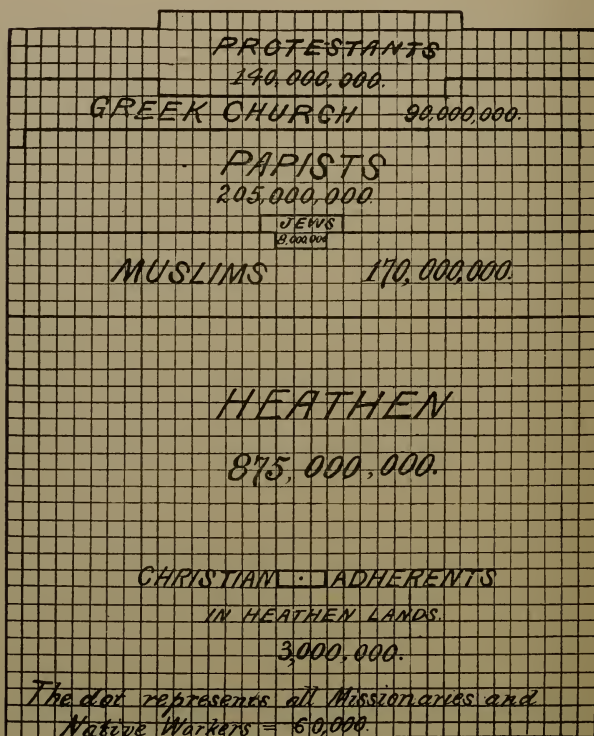 PROTESTANTS
140,000,000.
GREEK CHURCH 90,000,000.
PAPISTS
205,000,000.
JEWS
8,000,000
MUSLIMS 170,000,000.
HEATHEN
875,000,000.
CHRISTIAN ADHERENTS
IN HEATHEN LANDS.
3,000,000.
The dot represents all Missionaries and
Native Workers = 60,000.